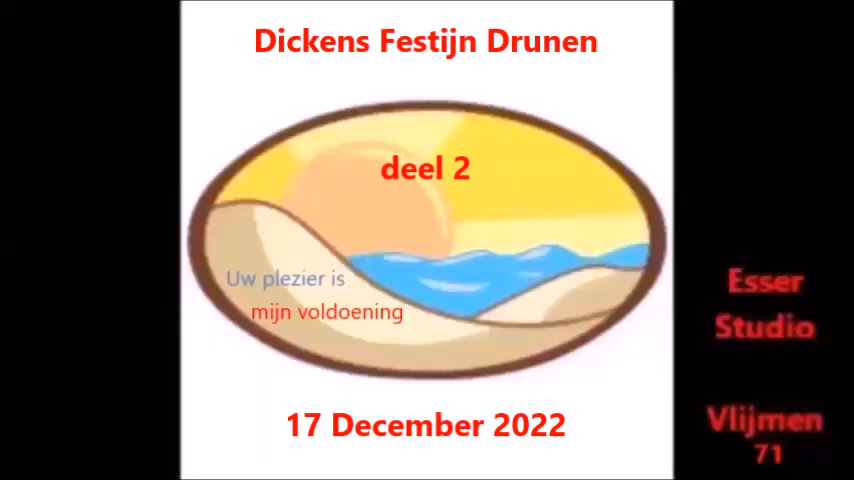 Dickens Festijn Drunen
deel 2
Uw plezier is
mijn voldoening
17 December 2022
Esser
Studio
Vlijmen
71